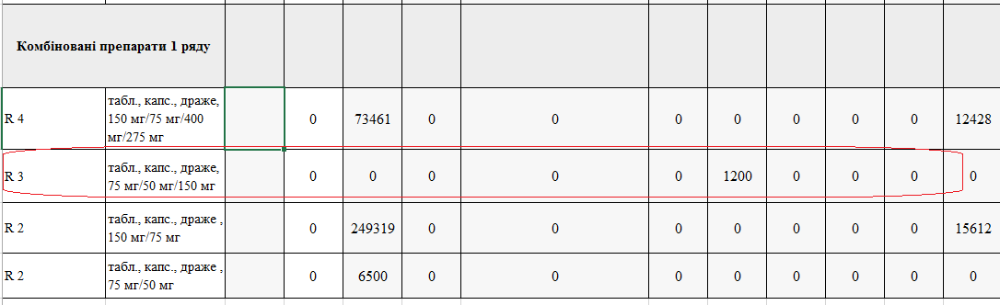 Комбіновані препарати 1 ряду
R 4 табл., капс., драже, 150 мг/75 мг/400 мг/275 мг 0 73461 0 0 0 0 0 0 0 12428
R 3 табл., капс., драже, 75 мг/50 мг/150 мг 0 0 0 0 0 1200 0 0 0 0
R 2 табл., капс., драже , 150 мг/75 мг 0 249319 0 0 0 0 0 0 0 15612
R 2 табл., капс., драже , 75 мг/50 мг 0 6500 0 0 0 0 0 0 0 0